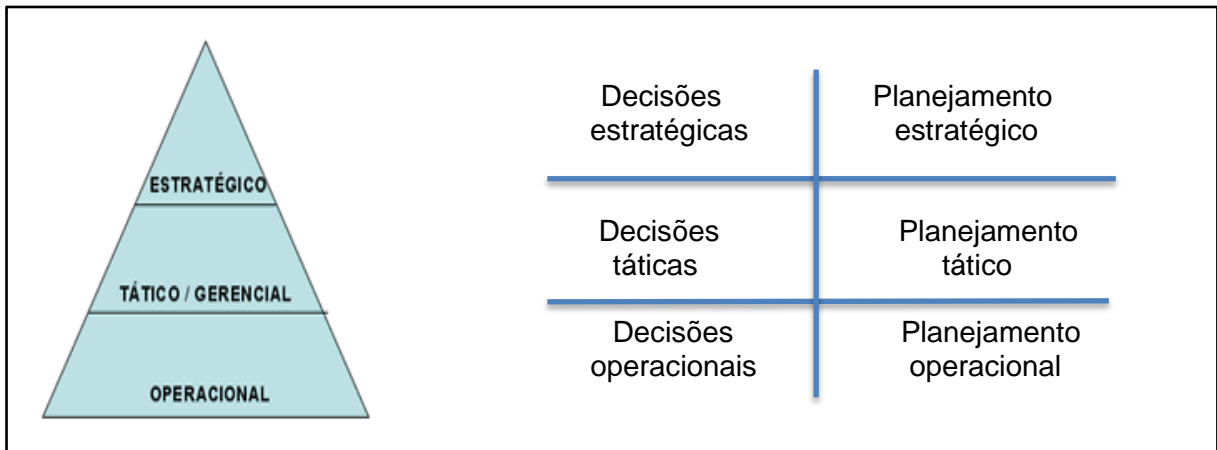 ESTRATÉGICO
TÁTICO / GERENCIAL
OPERACIONAL
Decisões
estratégicas
Planejamento
estratégico
Decisões
táticas
Planejamento
tático
Decisões
operacionais
Planejamento
operacional